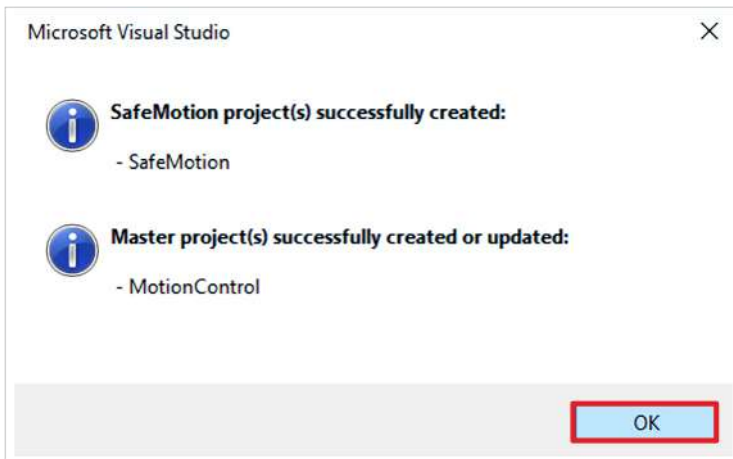 Microsoft Visual Studio
SafeMotion project(s) successfully created:
- SafeMotion
Master project(s) successfully created or updated:
- MotionControl
OK